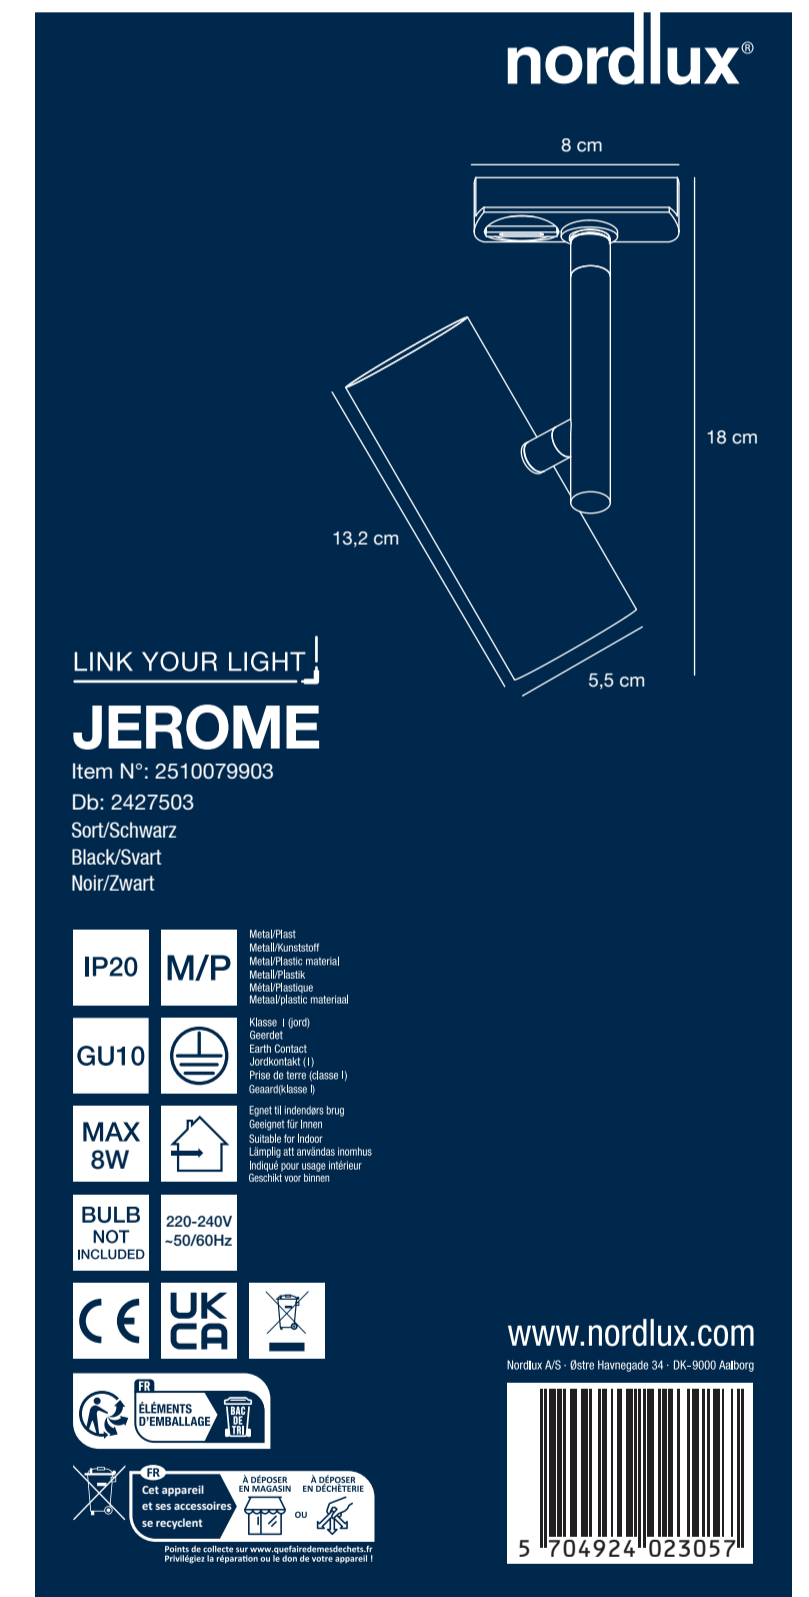 nordlux®
8 cm
18 cm
13,2 cm
5,5 cm
LINK YOUR LIGHT
JEROME
Item N°: 2510079903
Db: 2427503
Sort/Schwarz
Black/Svart
Noir/Zwart
IP20
M/P
Metal/Plast
Metall/Kunststoff
Metal/Plastic material
Metall/Plastik
Métal/Plastique
Metaal/plastic materiaal
GU10
Klasse I (jord)
Geerdet
Earth Contact
Jordkontakt (I)
Prise de terre (classe I)
Geaard(klasse I)
MAX
8W
Egnet til indendørs brug
Geeignet für Innen
Suitable for Indoor
Lämplig att användas inomhus
Indiqué pour usage intérieur
Geschikt voor binnen
BULB
NOT
INCLUDED
220-240V
~50/60Hz
CE
UK
CA
www.nordlux.com
Nordlux A/S · Østre Havnegade 34 · DK-9000 Aalborg
FR
ÉLÉMENTS
D'EMBALLAGE
BAC
DE
TRI
FR
Cet appareil
et ses accessoires
se recyclent
À DÉPOSER
EN MAGASIN
OU
À DÉPOSER
EN DÉCHÈTERIE
Points de collecte sur www.quefairedemesdechets.fr
Privilégiez la réparation ou le don de votre appareil !
5 704924 023057